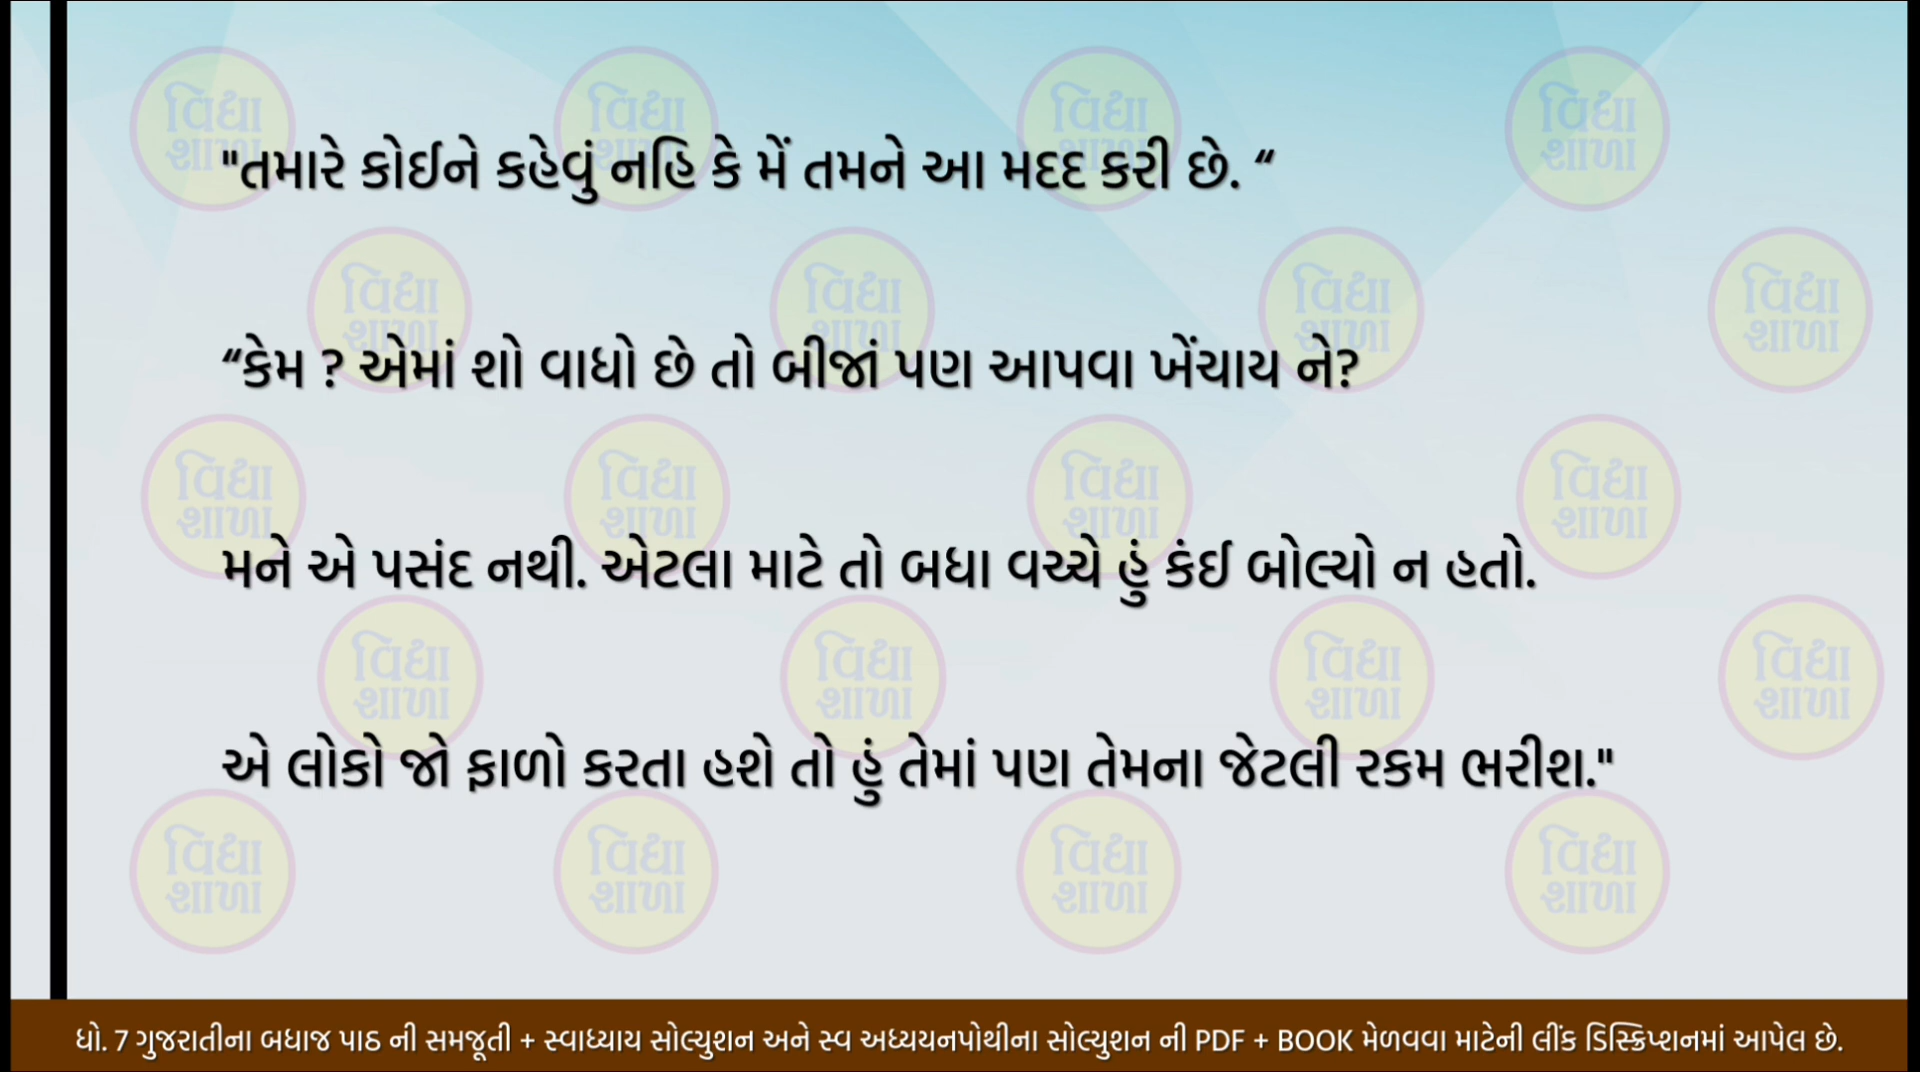 "તમારે કોઈને કહેવું નહિ કે મેં તમને આ મદદ કરી છે. “
“કેમ ? એમાં શો વાધો છે તો બીજાં પણ આપવા ખેંચાય ને?
મને એ પસંદ નથી. એટલા માટે તો બધા વચ્ચે હું કંઈ બોલ્યો ન હતો.
એ લોકો જો ફાળો કરતા હશે તો હું તેમાં પણ તેમના જેટલી રકમ ભરીશ."
ધો. 7 ગુજરાતીના બધાજ પાઠ ની સમજૂતી + સ્વાધ્યાય સોલ્યુશન અને સ્વ અધ્યયનપોથીના સોલ્યુશન ની PDF + BOOK મેળવવા માટેની લીંક ડિસ્ક્રિપ્શનમાં આપેલ છે.
વિદ્યા
શાળા